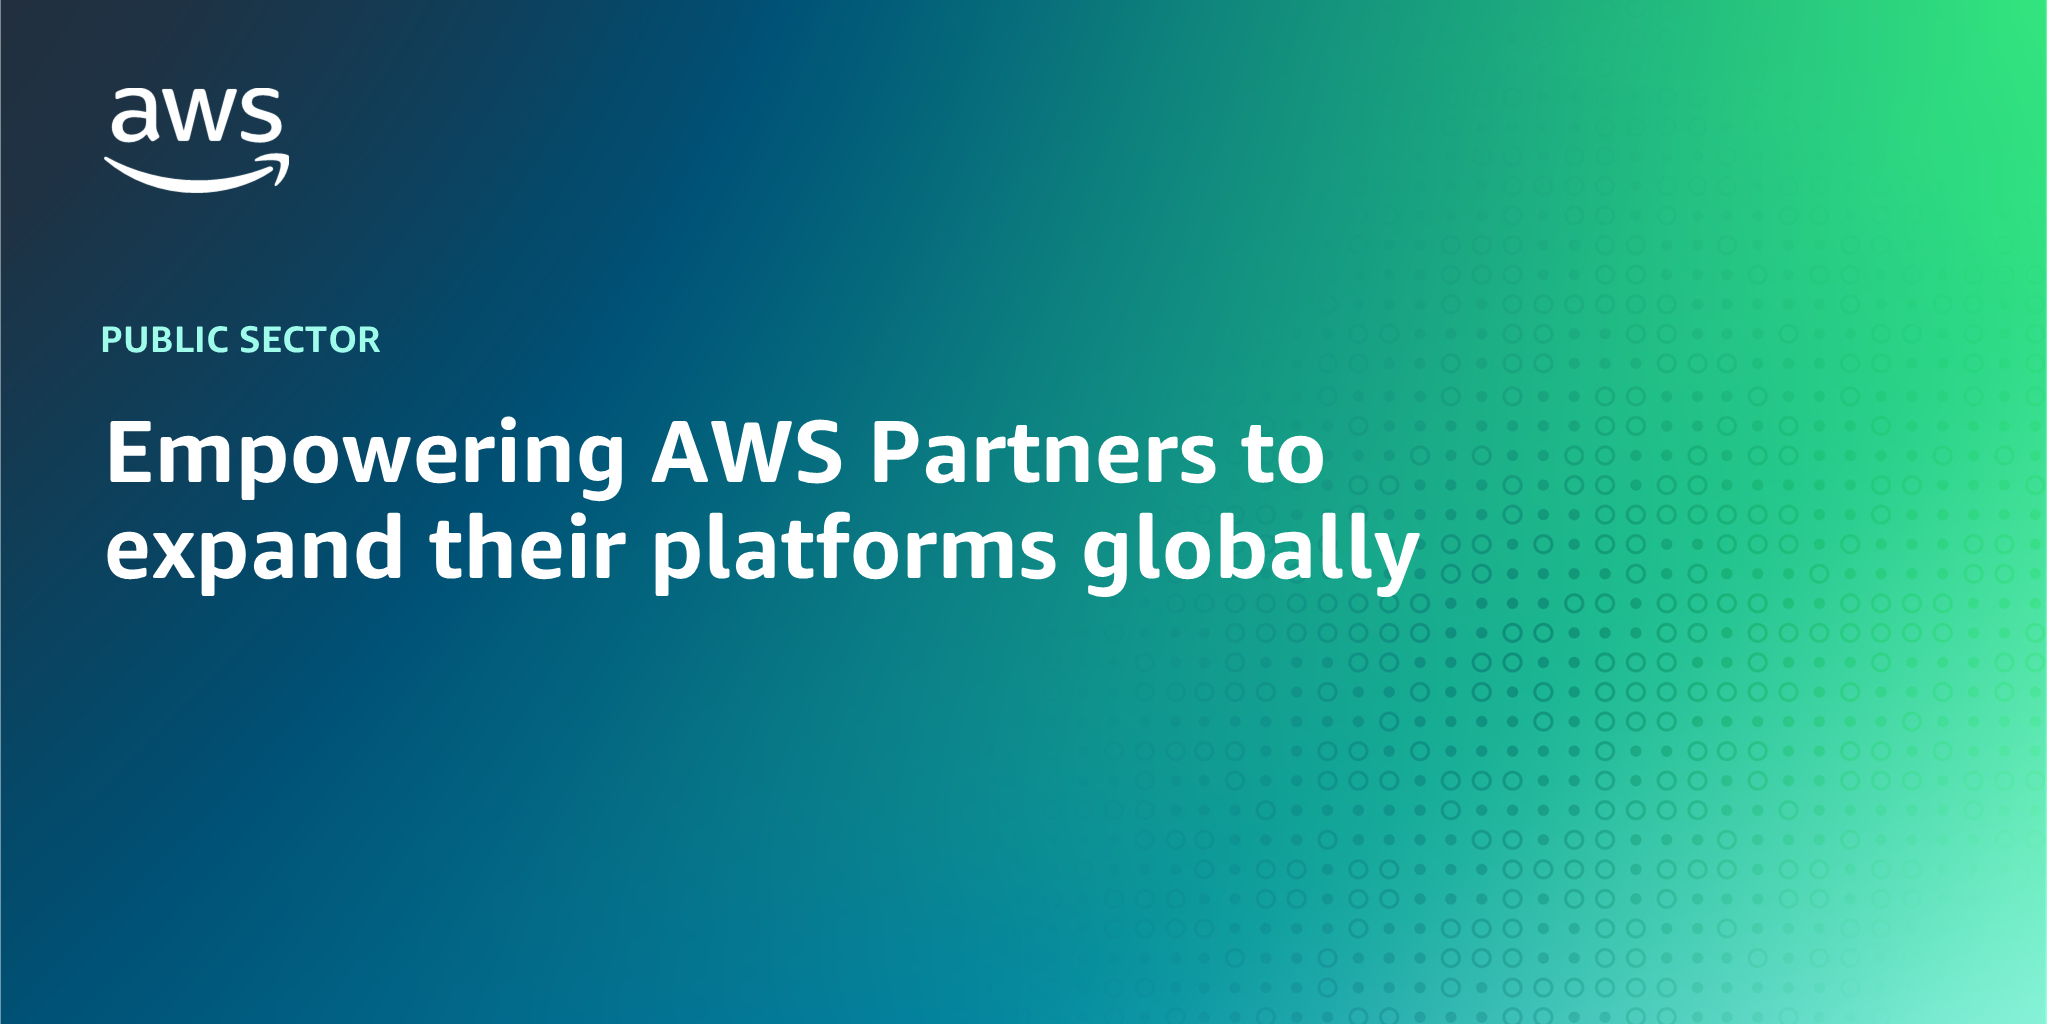 aws
PUBLIC SECTOR
Empowering AWS Partners to
expand their platforms globally